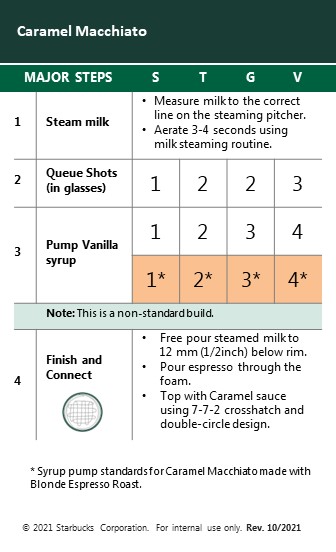 Caramel Macchiato
MAJOR STEPS S T G V
1 Steam milk
• Measure milk to the correct
line on the steaming pitcher.
• Aerate 3-4 seconds using
milk steaming routine.
2 Queue Shots
(in glasses)
1 2 2 3
3 Pump Vanilla
syrup
1 2 3 4
1* 2* 3* 4*
Note: This is a non-standard build.
4 Finish and
Connect
• Free pour steamed milk to
12 mm (1/2inch) below rim.
• Pour espresso through the
foam.
• Top with Caramel sauce
using 7-7-2 crosshatch and
double-circle design.
* Syrup pump standards for Caramel Macchiato made with
Blonde Espresso Roast.
© 2021 Starbucks Corporation. For internal use only. Rev. 10/2021